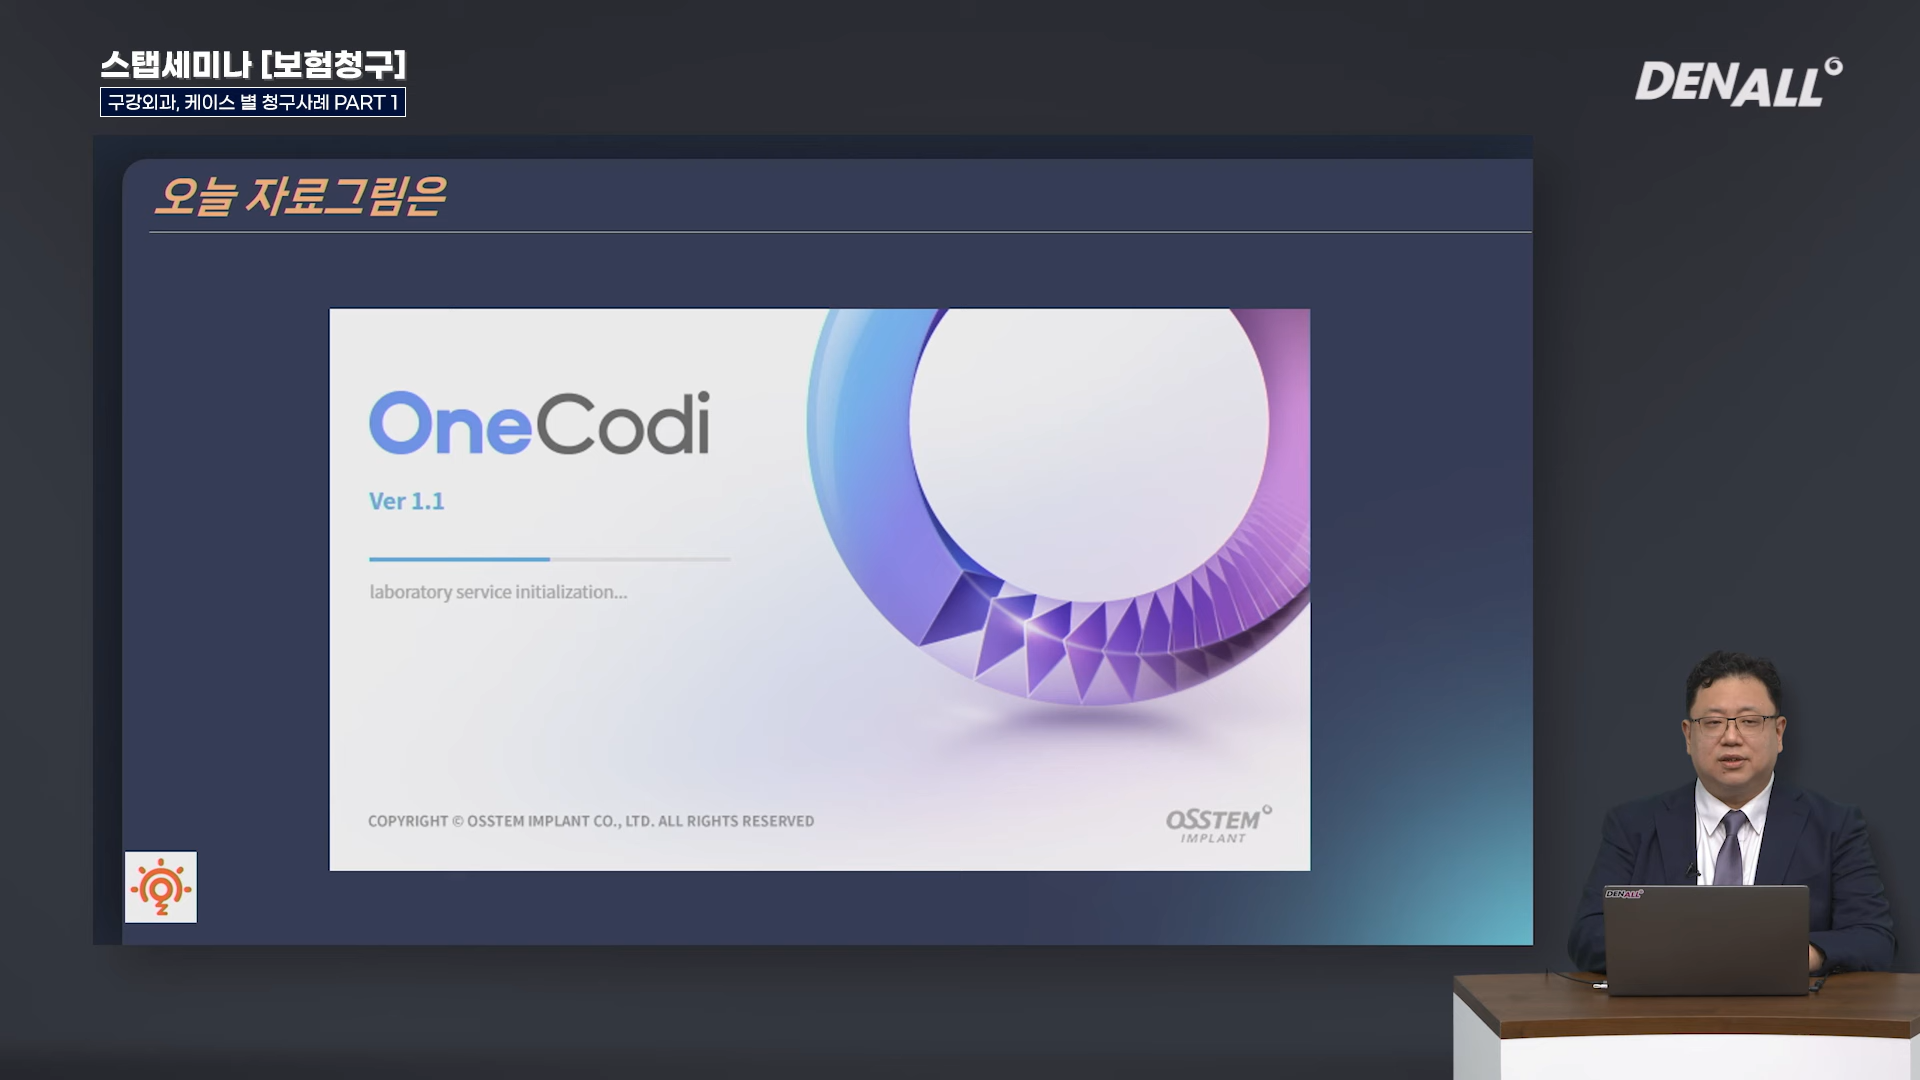 스탭세미나 [보험청구]
구강외과, 케이스 별 청구사례 PART 1
DENALL
오늘 자료그림은
OneCodi
Ver 1.1
laboratory service initialization...
COPYRIGHT © OSSTEM IMPLANT CO., LTD. ALL RIGHTS RESERVED
OSSTEM
IMPLANT
DENALL